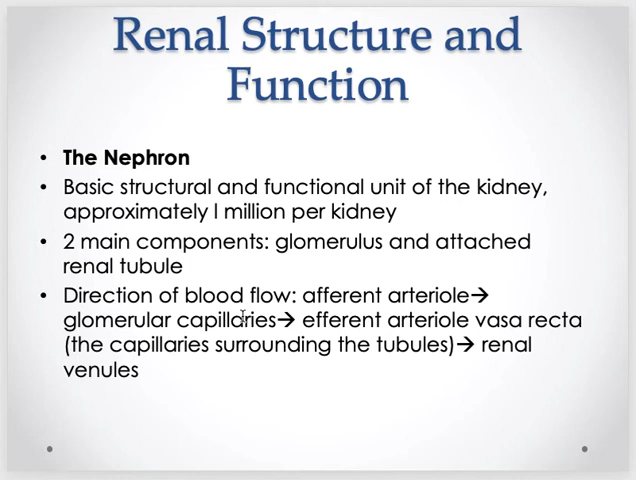 Renal Structure and
Function
• The Nephron
• Basic structural and functional unit of the kidney,
approximately l million per kidney
• 2 main components: glomerulus and attached
renal tubule
• Direction of blood flow: afferent arteriole→
glomerular capillaries→ efferent arteriole vasa recta
(the capillaries surrounding the tubules)→ renal
venules